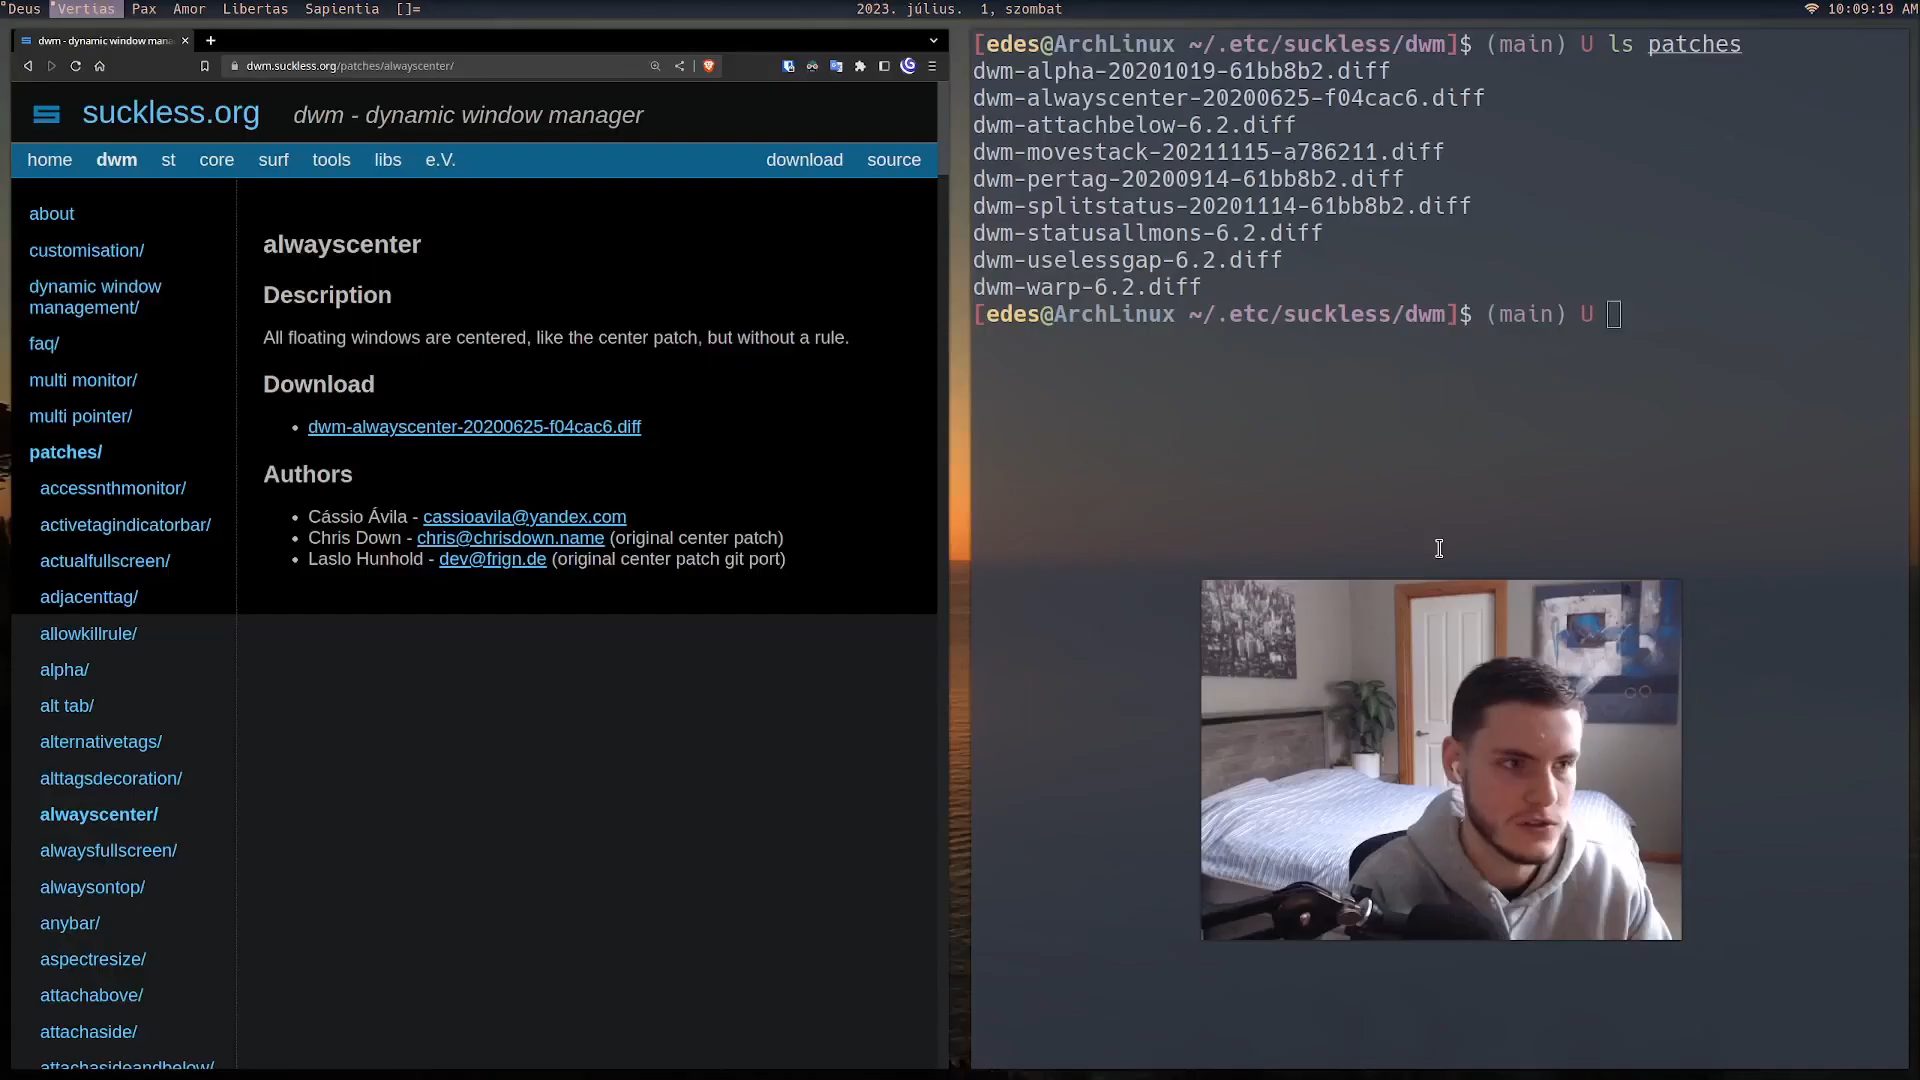 Deus Vertias Pax Amor Libertas Sapientia []= 2023. július. 1, szombat 10:09:19 AM
dwm - dynamic window mana
dwm.suckless.org/patches/alwayscenter/
suckless.org dwm - dynamic window manager
home dwm st core surf tools libs e.V. download source
about
customisation/
dynamic window
management/
faq/
multi monitor/
multi pointer/
patches/
accessnthmonitor/
activetagindicatorbar/
actualfullscreen/
adjacenttag/
allowkillrule/
alpha/
alt tab/
alternativetags/
alttagsdecoration/
alwayscenter/
alwaysfullscreen/
alwaysontop/
anybar/
aspectresize/
attachabove/
attachaside/
attachasideandbelow/
alwayscenter
Description
All floating windows are centered, like the center patch, but without a rule.
Download
dwm-alwayscenter-20200625-f04cac6.diff
Authors
Cássio Ávila - cassioavila@yandex.com
Chris Down - chris@chrisdown.name (original center patch)
Laslo Hunhold - dev@frign.de (original center patch git port)
[edes@ArchLinux ~/.etc/suckless/dwm]$ (main) U ls patches
dwm-alpha-20201019-61bb8b2.diff
dwm-alwayscenter-20200625-f04cac6.diff
dwm-attachbelow-6.2.diff
dwm-movestack-20211115-a786211.diff
dwm-pertag-20200914-61bb8b2.diff
dwm-splitstatus-20201114-61bb8b2.diff
dwm-statusallmons-6.2.diff
dwm-uselessgap-6.2.diff
dwm-warp-6.2.diff
[edes@ArchLinux ~/.etc/suckless/dwm]$ (main) U